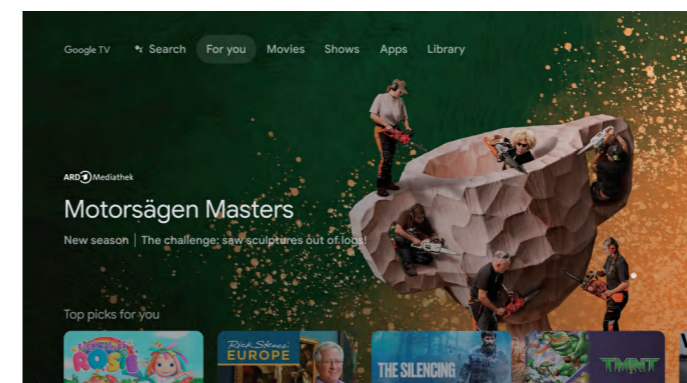 Google TV Search For you Movies Shows Apps Library
ARD Mediathek
Motorsägen Masters
New season | The challenge: saw sculptures out of logs!
Top picks for you
ROSIE
Rick Steves'
EUROPE
THE SILENCING
TMNT